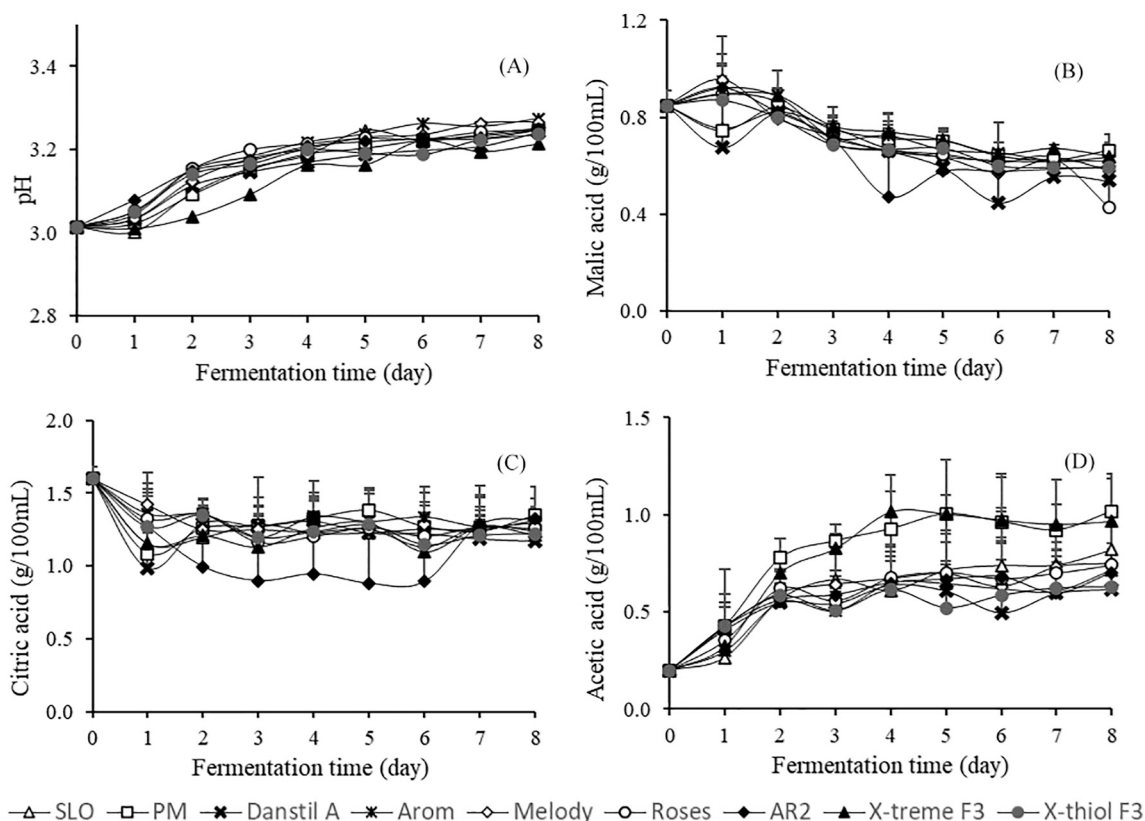 (A)
pH
3.4
3.2
3.0
2.8
0 1 2 3 4 5 6 7 8
Fermentation time (day)
(B)
Malic acid (g/100mL)
1.2
0.8
0.4
0.0
0 1 2 3 4 5 6 7 8
Fermentation time (day)
(C)
Citric acid (g/100mL)
2.0
1.5
1.0
0.5
0.0
0 1 2 3 4 5 6 7 8
Fermentation time (day)
(D)
Acetic acid (g/100mL)
1.5
1.0
0.5
0.0
0 1 2 3 4 5 6 7 8
Fermentation time (day)
SLO PM Danstil A Arom Melody Roses AR2 X-treme F3 X-thiol F3